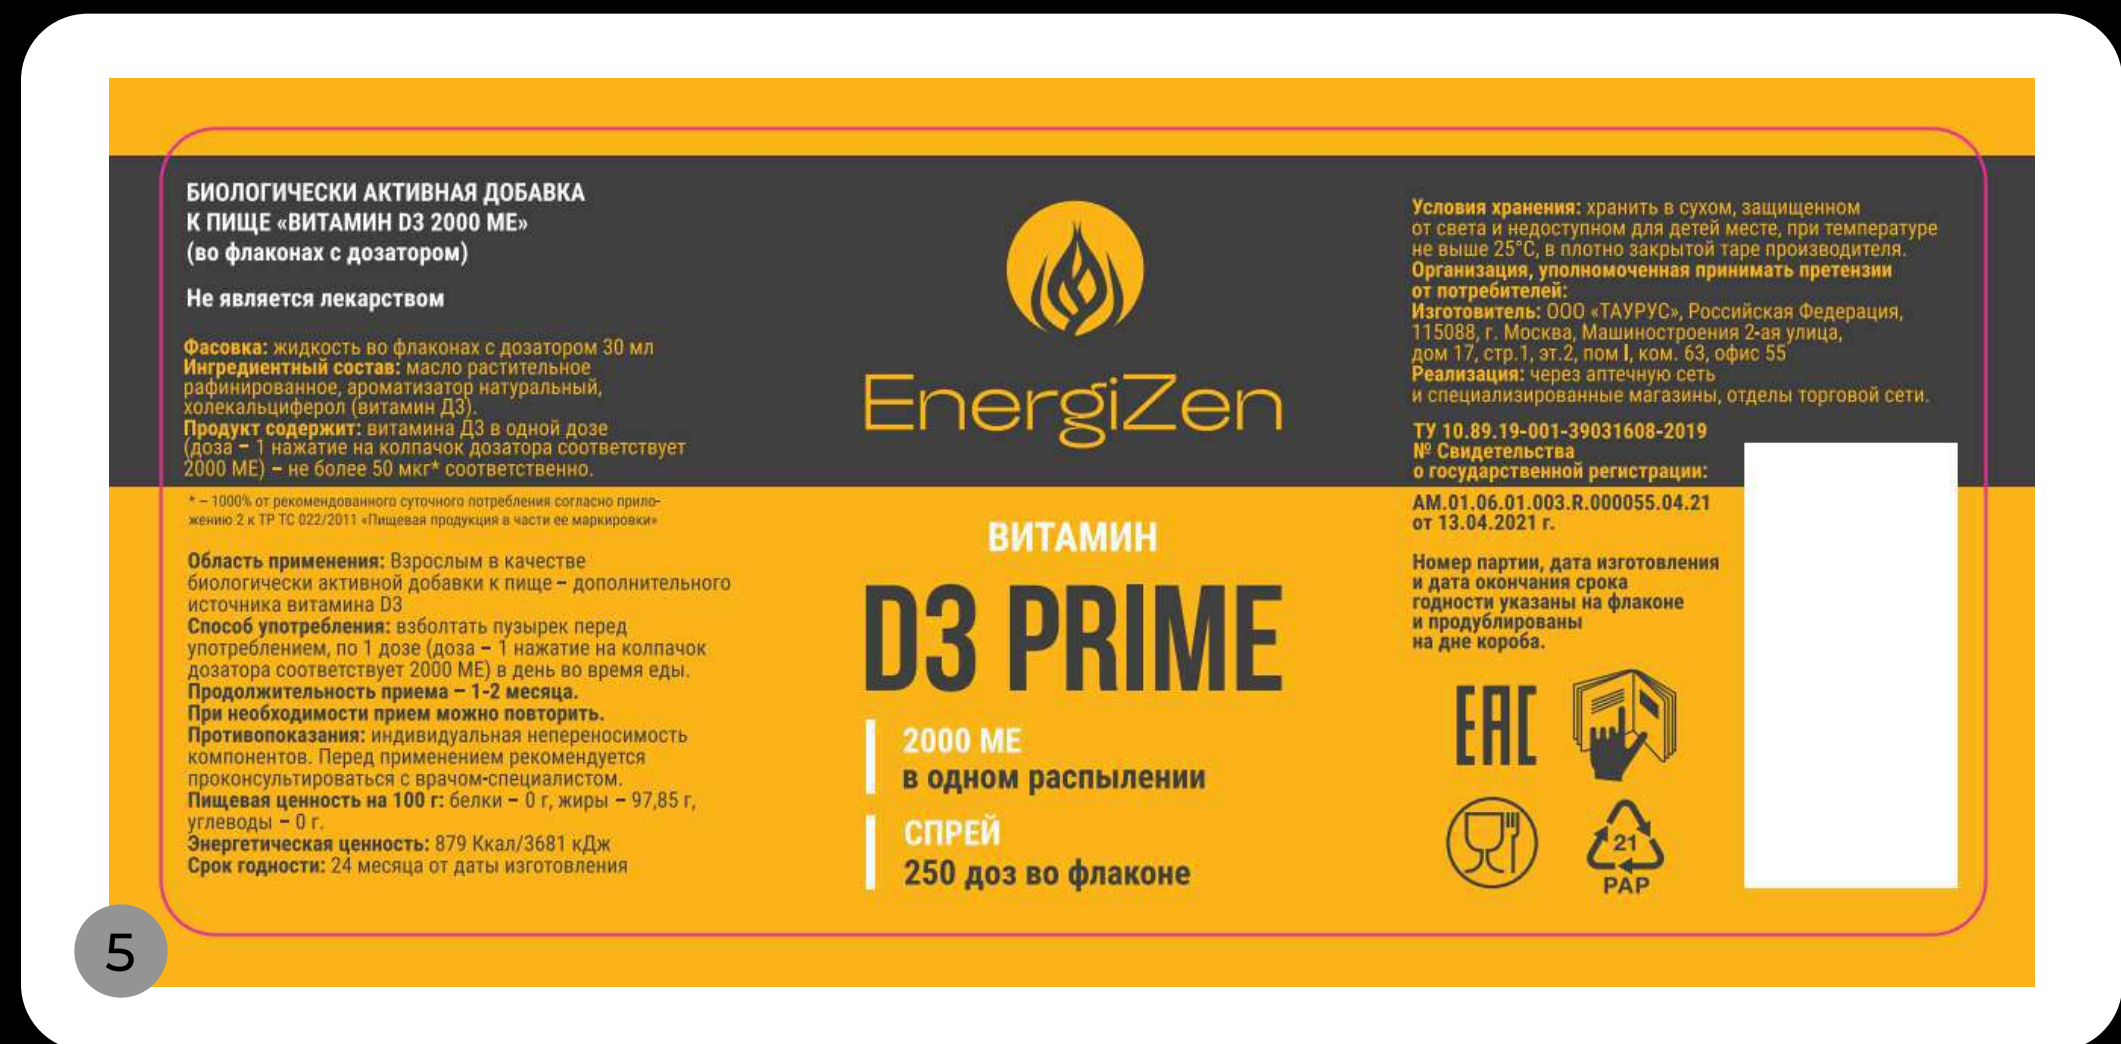 БИОЛОГИЧЕСКИ АКТИВНАЯ ДОБАВКА
К ПИЩЕ «ВИТАМИН D3 2000 МЕ»
(во флаконах с дозатором)
Не является лекарством
Фасовка: жидкость во флаконах с дозатором 30 мл
Ингредиентный состав: масло растительное
рафинированное, ароматизатор натуральный,
холекальциферол (витамин Д3).
Продукт содержит: витамина Д3 в одной дозе
(доза – 1 нажатие на колпачок дозатора соответствует
2000 МЕ) – не более 50 мкг* соответственно.
* – 1000% от рекомендованного суточного потребления согласно прило-
жению 2 к ТР ТС 022/2011 «Пищевая продукция в части ее маркировки»
Область применения: Взрослым в качестве
биологически активной добавки к пище – дополнительного
источника витамина D3
Способ употребления: взболтать пузырек перед
употреблением, по 1 дозе (доза – 1 нажатие на колпачок
дозатора соответствует 2000 МЕ) в день во время еды.
Продолжительность приема – 1-2 месяца.
При необходимости прием можно повторить.
Противопоказания: индивидуальная непереносимость
компонентов. Перед применением рекомендуется
проконсультироваться с врачом-специалистом.
Пищевая ценность на 100 г: белки – 0 г, жиры – 97,85 г,
углеводы – 0 г.
Энергетическая ценность: 879 Ккал/3681 кДж
Срок годности: 24 месяца от даты изготовления
EnergiZen
ВИТАМИН
D3 PRIME
2000 МЕ
в одном распылении
СПРЕЙ
250 доз во флаконе
Условия хранения: хранить в сухом, защищенном
от света и недоступном для детей месте, при температуре
не выше 25°С, в плотно закрытой таре производителя.
Организация, уполномоченная принимать претензии
от потребителей:
Изготовитель: ООО «ТАУРУС», Российская Федерация,
115088, г. Москва, Машиностроения 2-ая улица,
дом 17, стр.1, эт.2, пом I, ком. 63, офис 55
Реализация: через аптечную сеть
и специализированные магазины, отделы торговой сети.
ТУ 10.89.19-001-39031608-2019
№ Свидетельства
о государственной регистрации:
АМ.01.06.01.003.R.000055.04.21
от 13.04.2021 г.
Номер партии, дата изготовления
и дата окончания срока
годности указаны на флаконе
и продублированы
на дне короба.
EAC
21
PAP
5